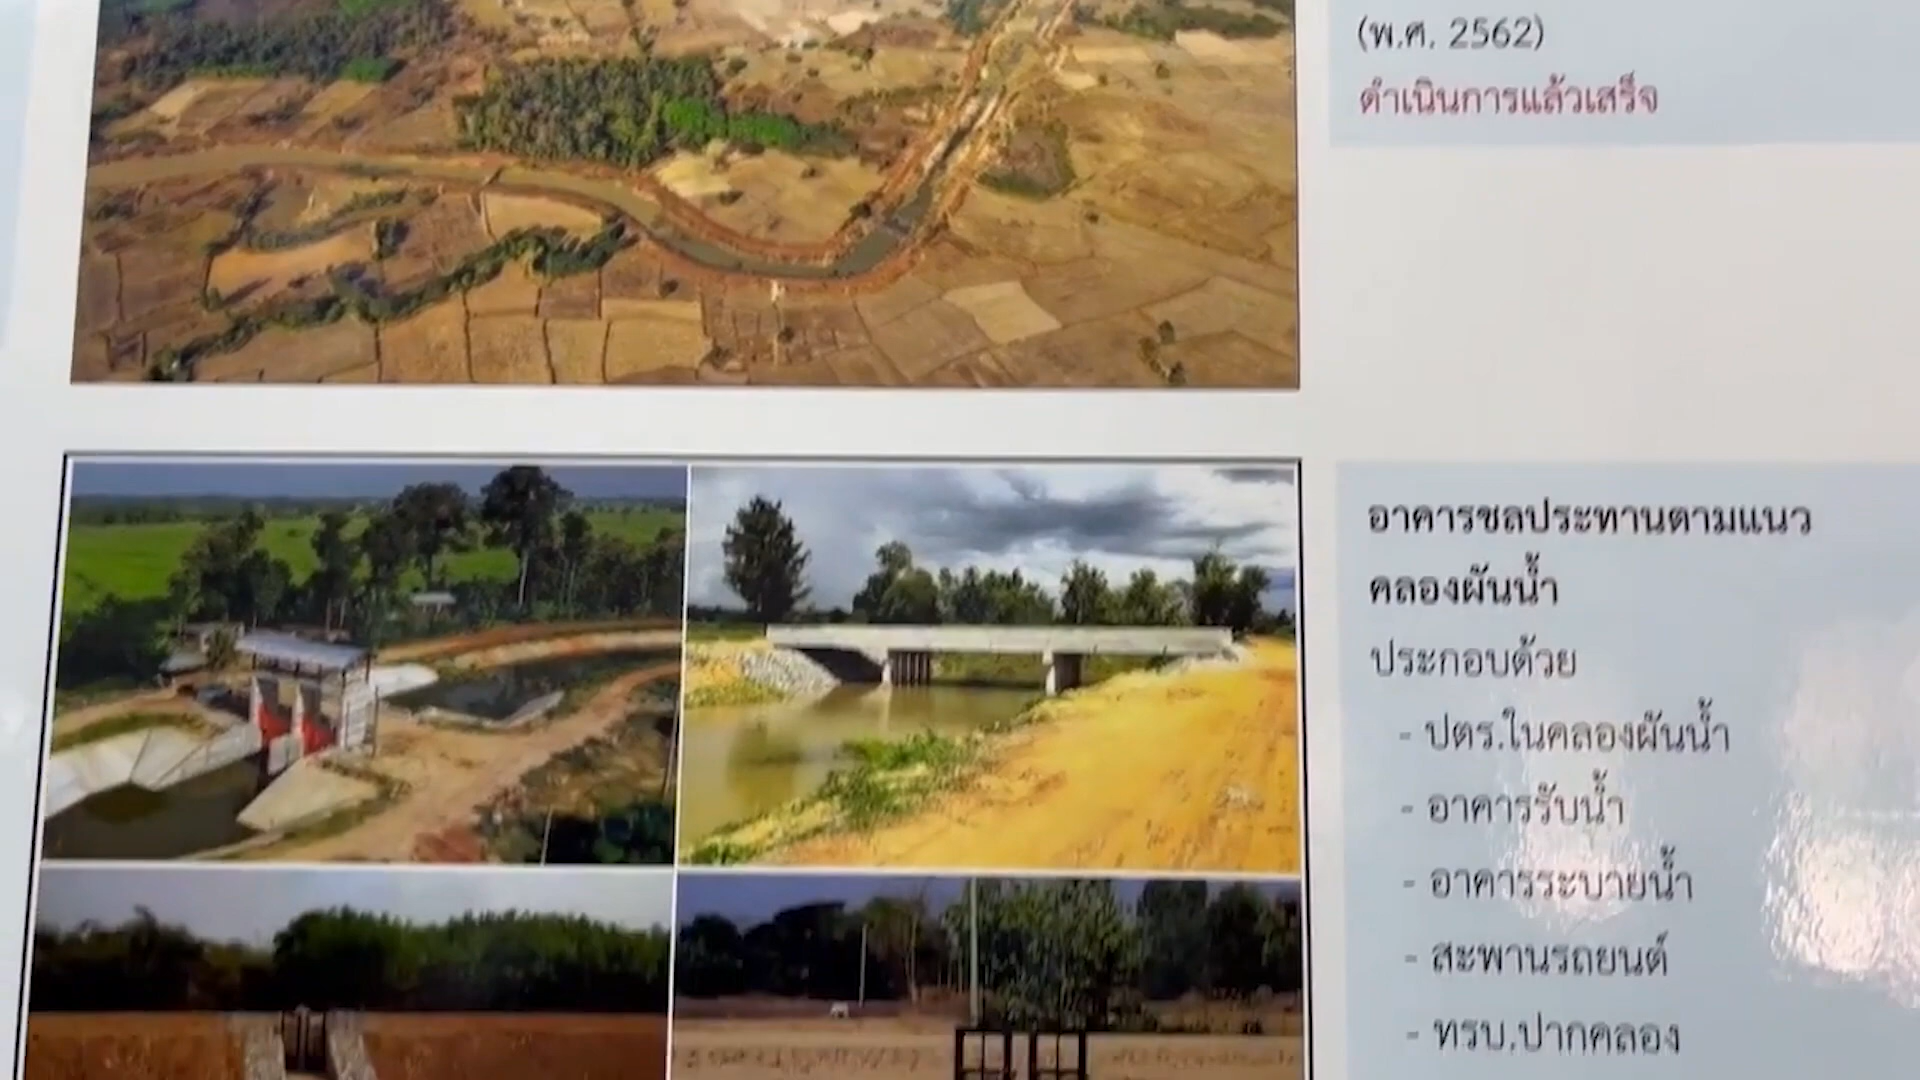 (พ.ศ. 2562)
ดำเนินการแล้วเสร็จ
อาคารชลประทานตามแนว
คลองผันน้ำ
ประกอบด้วย
- ปตร.ในคลองผันน้ำ
- อาคารรับน้ำ
- อาคารระบายน้ำ
- สะพานรถยนต์
- ทรบ.ปากคลอง